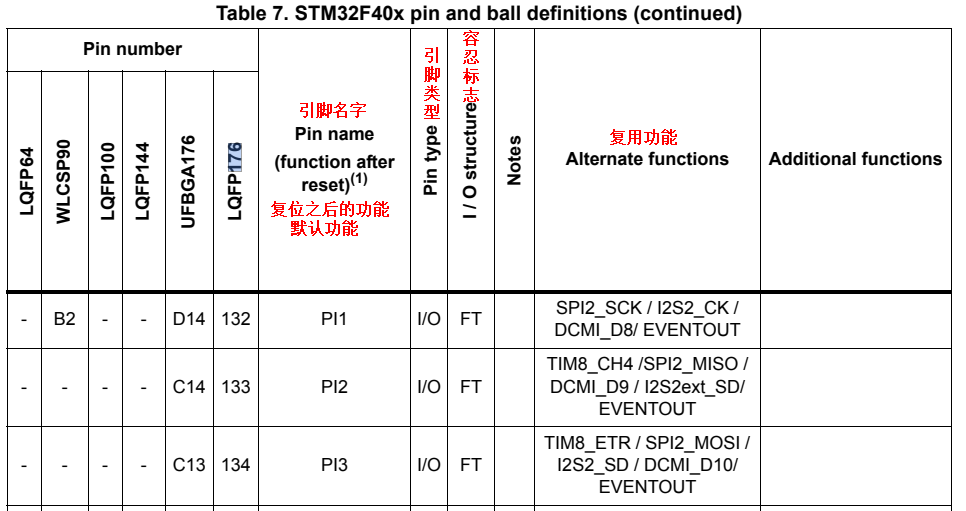 Table 7. STM32F40x pin and ball definitions (continued)
Pin number
LQFP64
WLCSP90
LQFP100
LQFP144
UFBGA176
LQFP176
引脚名字
Pin name
(function after
reset)(1)
复位之后的功能
默认功能
引脚类型
Pin type
容忍标志
I / O structure
Notes
复用功能
Alternate functions
Additional functions
- B2 - - D14 132 PI1 I/O FT SPI2_SCK / I2S2_CK /
DCMI_D8/ EVENTOUT
- - - - C14 133 PI2 I/O FT TIM8_CH4 /SPI2_MISO /
DCMI_D9 / I2S2ext_SD/
EVENTOUT
- - - - C13 134 PI3 I/O FT TIM8_ETR / SPI2_MOSI /
I2S2_SD / DCMI_D10/
EVENTOUT